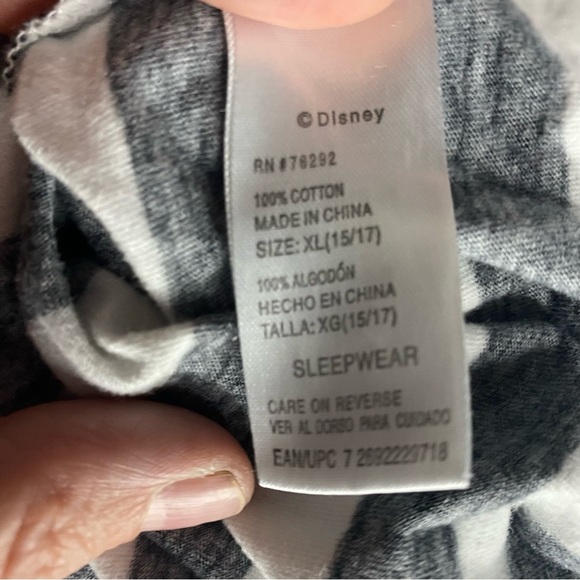 ©Disney
RN #76292
100% COTTON
MADE IN CHINA
SIZE: XL(15/17)
100% ALGODÓN
HECHO EN CHINA
TALLA: XG(15/17)
SLEEPWEAR
CARE ON REVERSE
VER AL DORSO PARA CUIDADO
EAN/UPC 7 2692229718